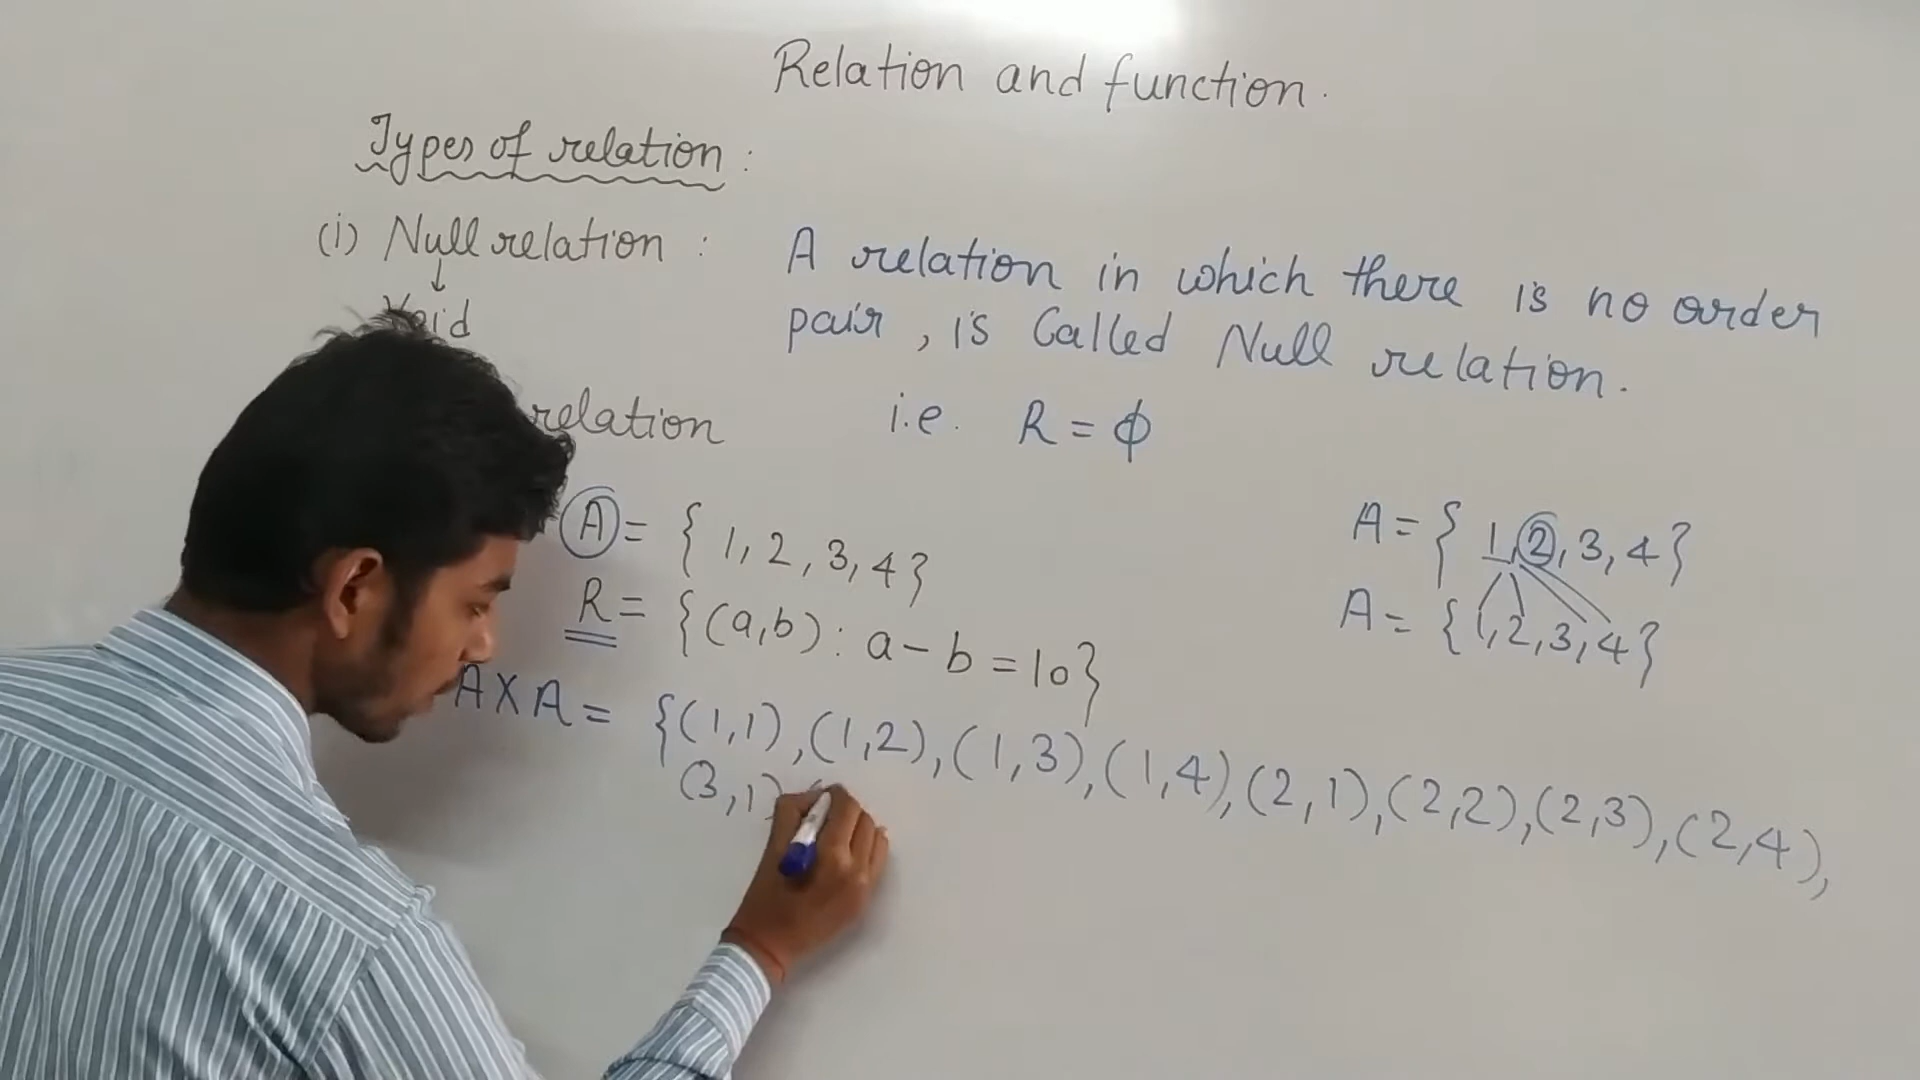 Relation and function.
Types of relation :
(i) Null relation :
Void
A relation in which there is no order
pair, is Called Null relation.
relation
i.e. R = ϕ
A = { 1, 2, 3, 4}
R = {(a,b) : a - b = 10}
A = { 1, 2, 3, 4}
A = {1, 2, 3, 4}
A X A = {(1,1), (1,2), (1,3), (1,4), (2,1), (2,2), (2,3), (2,4),
(3,1)